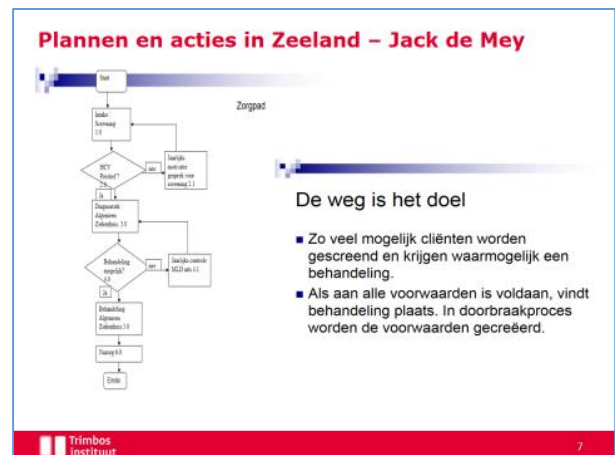 Plannen en acties in Zeeland – Jack de Mey
Start
Zorgpad
Intake
Screening
1.0
HCV
Positief?
2.0
nee
Jaarlijks
motivatie
gesprek voor
screening 2.1
Ja
Diagnostiek
Algemeen
Ziekenhuis 3.0
Behandeling
mogelijk?
4.0
nee
Jaarlijks controle
MLD arts 4.1
Ja
Behandeling
Algemeen
Ziekenhuis 5.0
Nazorg 6.0
Einde
De weg is het doel
Zo veel mogelijk cliënten worden
gescreend en krijgen waarmogelijk een
behandeling.
Als aan alle voorwaarden is voldaan, vindt
behandeling plaats. In doorbraakproces
worden de voorwaarden gecreëerd.
Trimbos
instituut
7